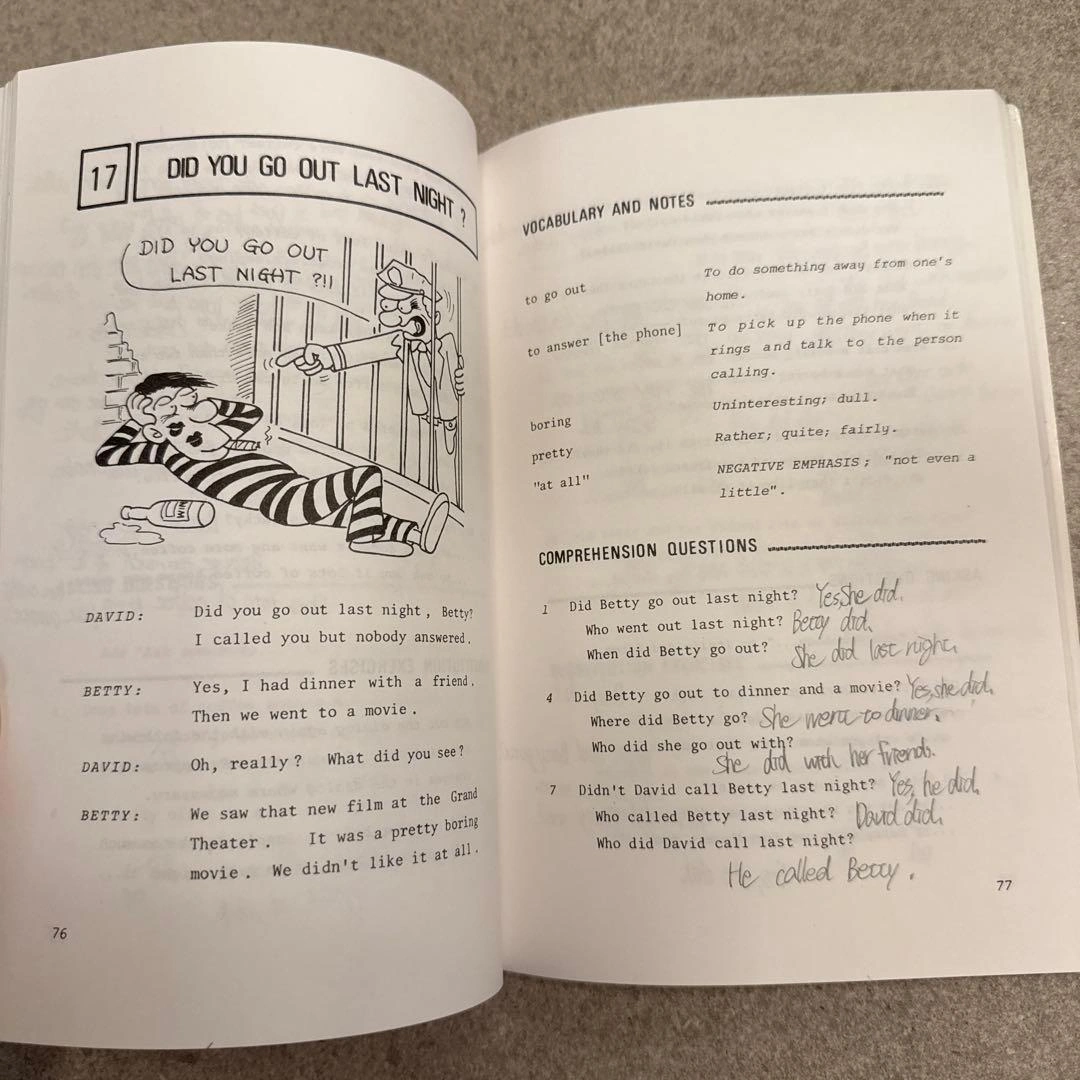 17 DID YOU GO OUT LAST NIGHT ?
DID YOU GO OUT
LAST NIGHT ?!!
WINE
DAVID: Did you go out last night, Betty?
I called you but nobody answered.
BETTY: Yes, I had dinner with a friend.
Then we went to a movie.
DAVID: Oh, really? What did you see?
BETTY: We saw that new film at the Grand
Theater. It was a pretty boring
movie. We didn't like it at all.
76
VOCABULARY AND NOTES
to go out To do something away from one's
home.
to answer [the phone] To pick up the phone when it
rings and talk to the person
calling.
boring Uninteresting; dull.
pretty Rather; quite; fairly.
"at all" NEGATIVE EMPHASIS; "not even a
little".
COMPREHENSION QUESTIONS
1 Did Betty go out last night? Yes, She did.
Who went out last night? Betty did.
When did Betty go out? She did last night.
4 Did Betty go out to dinner and a movie? Yes, she did.
Where did Betty go? She went to dinner.
Who did she go out with?
She did with her friends.
7 Didn't David call Betty last night? Yes, he did.
Who called Betty last night? David did.
Who did David call last night?
He called Betty.
77